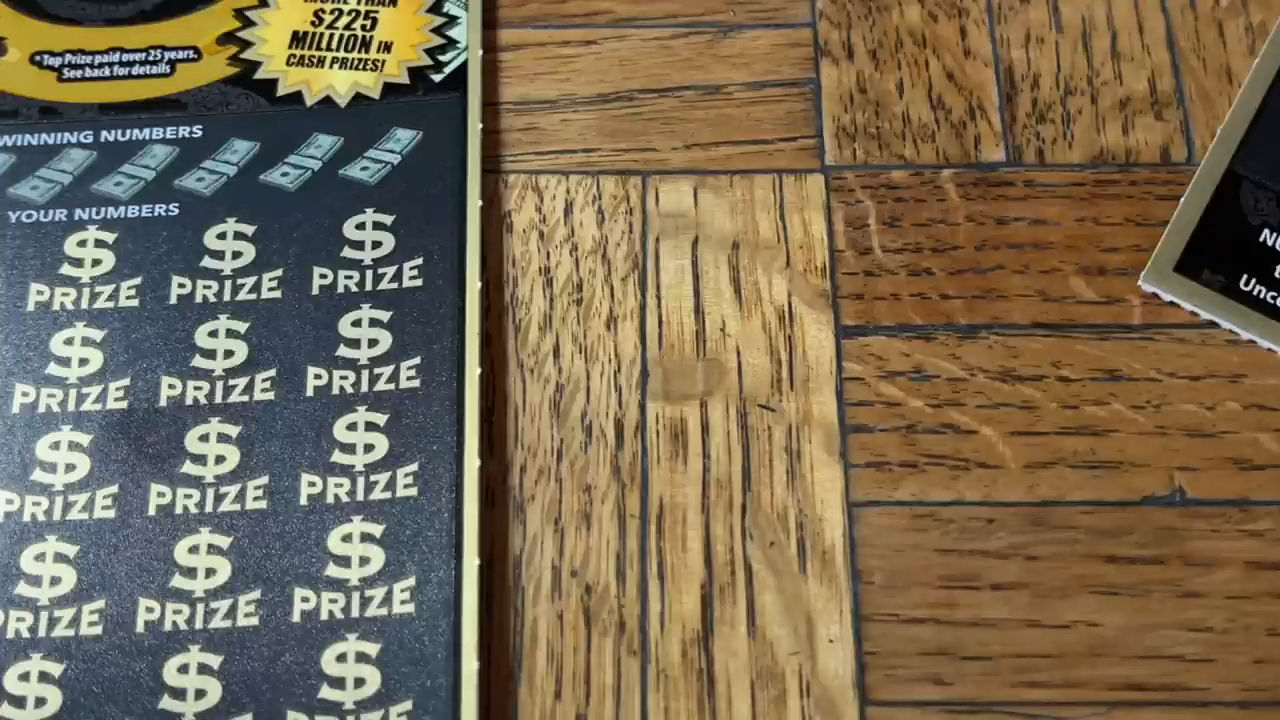 MORE THAN
$225
MILLION IN
CASH PRIZES!
*Top Prize paid over 25 years.
See back for details
WINNING NUMBERS
YOUR NUMBERS
$ $ $
PRIZE PRIZE PRIZE
$ $ $
PRIZE PRIZE PRIZE
$ $ $
PRIZE PRIZE PRIZE
$ $ $
PRIZE PRIZE PRIZE
$ $ $
PRIZE